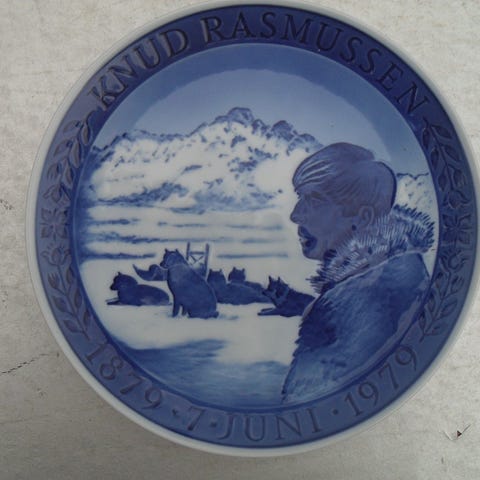 KNUD RASMUSSEN
1879 · 7 · JUNI · 1979